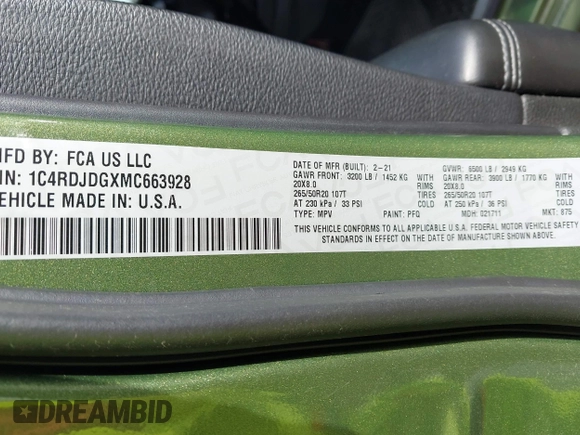 MFD BY: FCA US LLC
IN: 1C4RDJDGXMC663928
VEHICLE MADE IN: U.S.A.
DATE OF MFR (BUILT): 2-21 GVWR: 6500 LB / 2949 KG
GAWR FRONT: 3200 LB / 1452 KG WITH GAWR REAR: 3900 LB / 1770 KG WITH
20X8.0 RIMS 20X8.0 RIMS
265/50R20 107T TIRES 265/50R20 107T TIRES
AT 230 kPa / 33 PSI COLD AT 250 kPa / 36 PSI COLD
TYPE: MPV PAINT: PFQ MDH: 021711 MKT: 875
THIS VEHICLE CONFORMS TO ALL APPLICABLE U.S.A. FEDERAL MOTOR VEHICLE SAFETY
STANDARDS IN EFFECT ON THE DATE OF MANUFACTURE SHOWN ABOVE.
DREAMBID